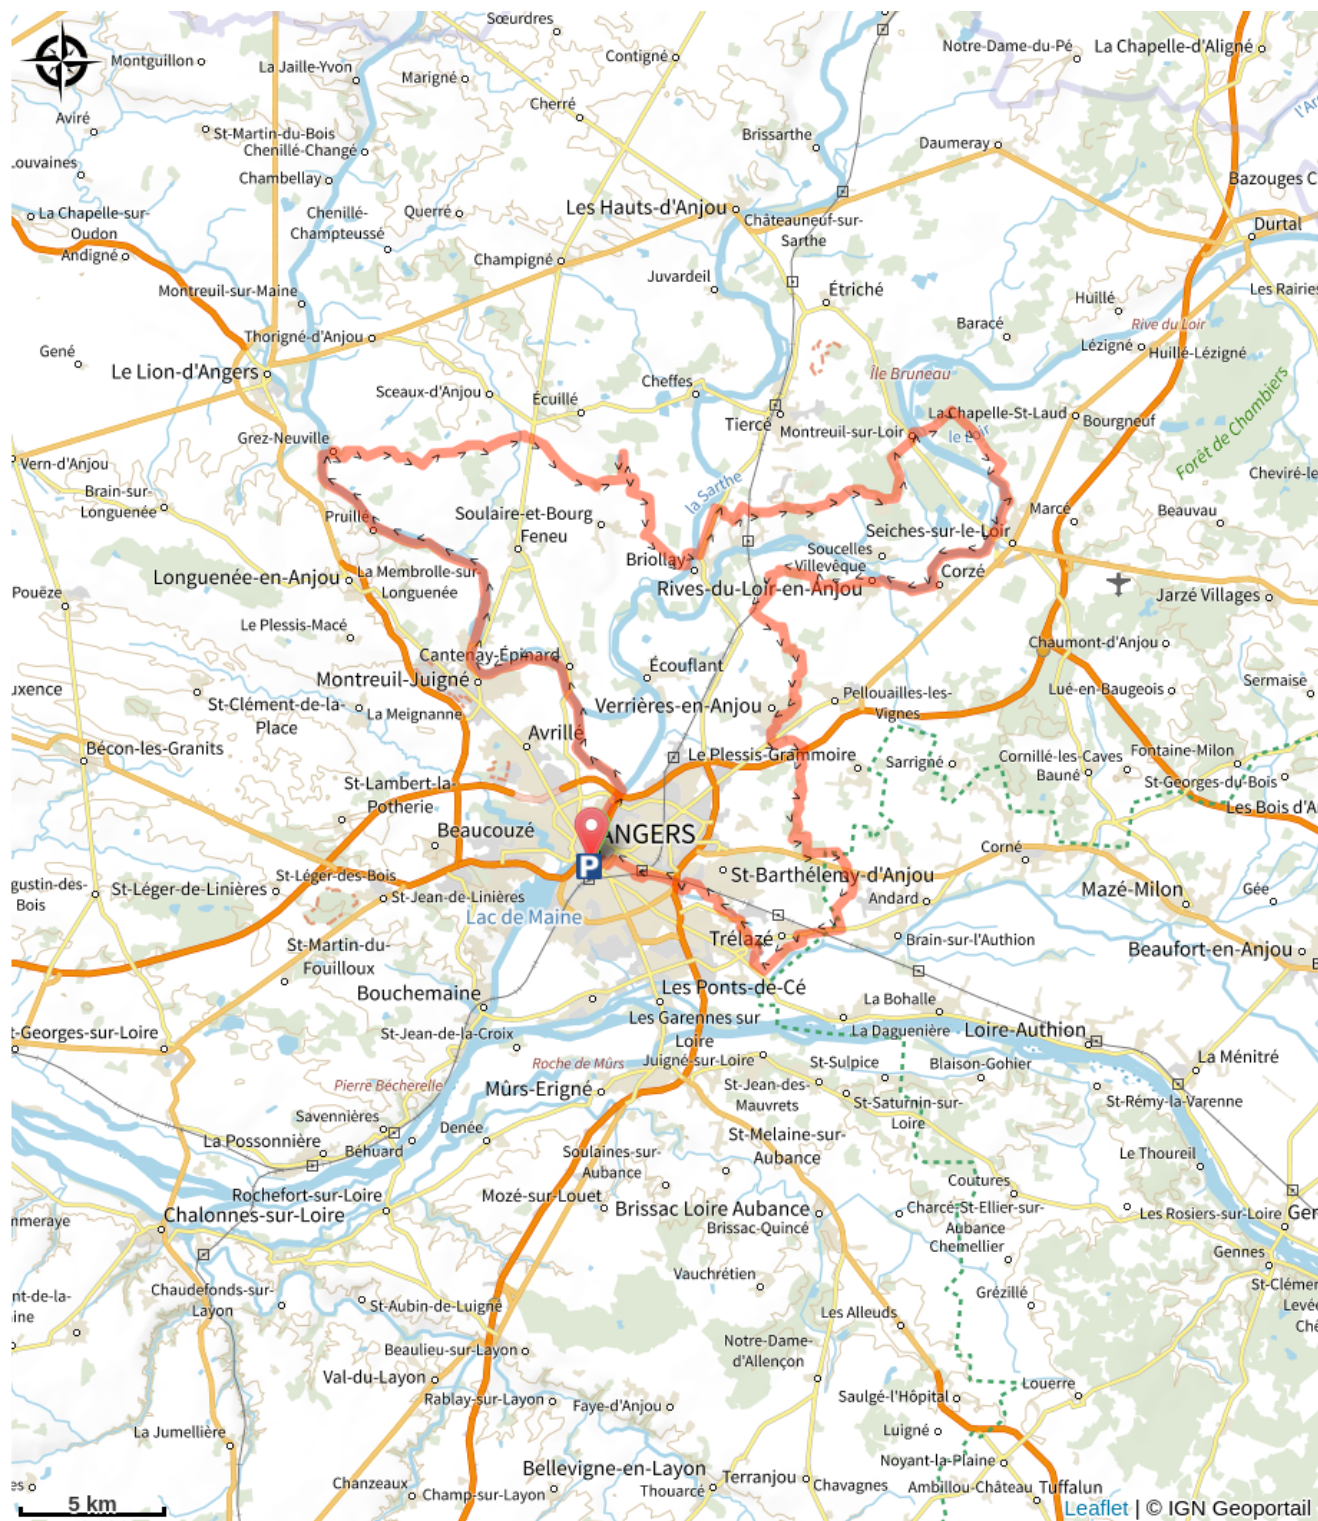 Sœurdres
Notre-Dame-du-Pé
La Chapelle-d'Aligné
Montguillon
La Jaille-Yvon
Marigné
Contigné
Cherré
Aviré
St-Martin-du-Bois
Chenillé-Changé
Brissarthe
Daumeray
l'Ar
Louvaines
Chambellay
Bazouges C
La Chapelle-sur-
Oudon
Chenillé-
Champteussé
Querré
Les Hauts-d'Anjou
Châteauneuf-sur-
Sarthe
Durtal
Andigné
Champigné
Juvardeil
Étriché
Les Rairies
Montreuil-sur-Maine
Huillé
Rive du Loir
Thorigné-d'Anjou
Baracé
Lézigné
Huillé-Lézigné
Gené
Le Lion-d'Angers
Île Bruneau
Sceaux-d'Anjou
Écuillé
Cheffes
Tiercé
La Chapelle-St-Laud
Bourgneuf
Forêt de Chambiers
Montreuil-sur-Loir
le Loir
Grez-Neuville
Vern-d'Anjou
Cheviré-le
Brain-sur-
Longuenée
la Sarthe
Pruillé
Soulaire-et-Bourg
Feneu
Marcé
Beauvau
Seiches-sur-le-Loir
Briollay
Soucelles
Villevêque
Corzé
Longuenée-en-Anjou
La Membrolle-sur-
Longuenée
Rives-du-Loir-en-Anjou
Jarzé Villages
Pouëze
Le Plessis-Macé
Chaumont-d'Anjou
Cantenay-Épinard
Écouflant
Montreuil-Juigné
Sermaise
uxence
St-Clément-de-la-
Place
La Meignanne
Verrières-en-Anjou
Pellouailles-les-
Vignes
Lué-en-Baugeois
Avrillé
Bécon-les-Granits
Le Plessis-Grammoire
Sarrigné
Cornillé-les-Caves
Fontaine-Milon
Bauné
St-Georges-du-Bois
St-Lambert-la-
Potherie
Les Bois d'A
Beaucouzé
P
ANGERS
Corné
St-Léger-des-Bois
St-Barthélemy-d'Anjou
gustin-des-
Bois
St-Léger-de-Linières
St-Jean-de-Linières
Andard
Mazé-Milon
Gée
Lac de Maine
Trélazé
Brain-sur-l'Authion
Beaufort-en-Anjou
St-Martin-du-
Fouilloux
Bouchemaine
Les Ponts-de-Cé
La Bohalle
t-Georges-sur-Loire
St-Jean-de-la-Croix
Les Garennes sur
Loire
La Daguenière
Loire-Authion
Roche de Mûrs
Juigné-sur-Loire
La Ménitré
St-Sulpice
Blaison-Gohier
Pierre Bécherelle
Mûrs-Erigné
St-Jean-des-
Mauvrets
St-Saturnin-sur-
Loire
St-Rémy-la-Varenne
Savennières
Denée
St-Melaine-sur-
Aubance
La Possonnière
Béhuard
Soulaines-sur-
Aubance
Le Thoureil
Coutures
Rochefort-sur-Loire
Mozé-sur-Louet
Chalonnes-sur-Loire
Brissac Loire Aubance
Brissac-Quincé
Charcé-St-Ellier-sur-
Aubance
Les Rosiers-sur-Loire
Ger
mmeraye
Chemellier
Gennes
Vauchrétien
Grézillé
St-Clémen
Levée
Ché
nt-de-la-
aine
Chaudefonds-sur-
Layon
St-Aubin-de-Luigné
Les Alleuds
Beaulieu-sur-Layon
Notre-Dame-
d'Allençon
Val-du-Layon
Rablay-sur-Layon
Faye-d'Anjou
Saulgé-l'Hôpital
Louerre
La Jumellière
Luigné
Bellevigne-en-Layon
Noyant-la-Plaine
Chanzeaux
Terranjou
Chavagnes
Ambillou-Château
Tuffalun
es
Champ-sur-Layon
Thouarcé
5 km
Leaflet | © IGN Geoportail